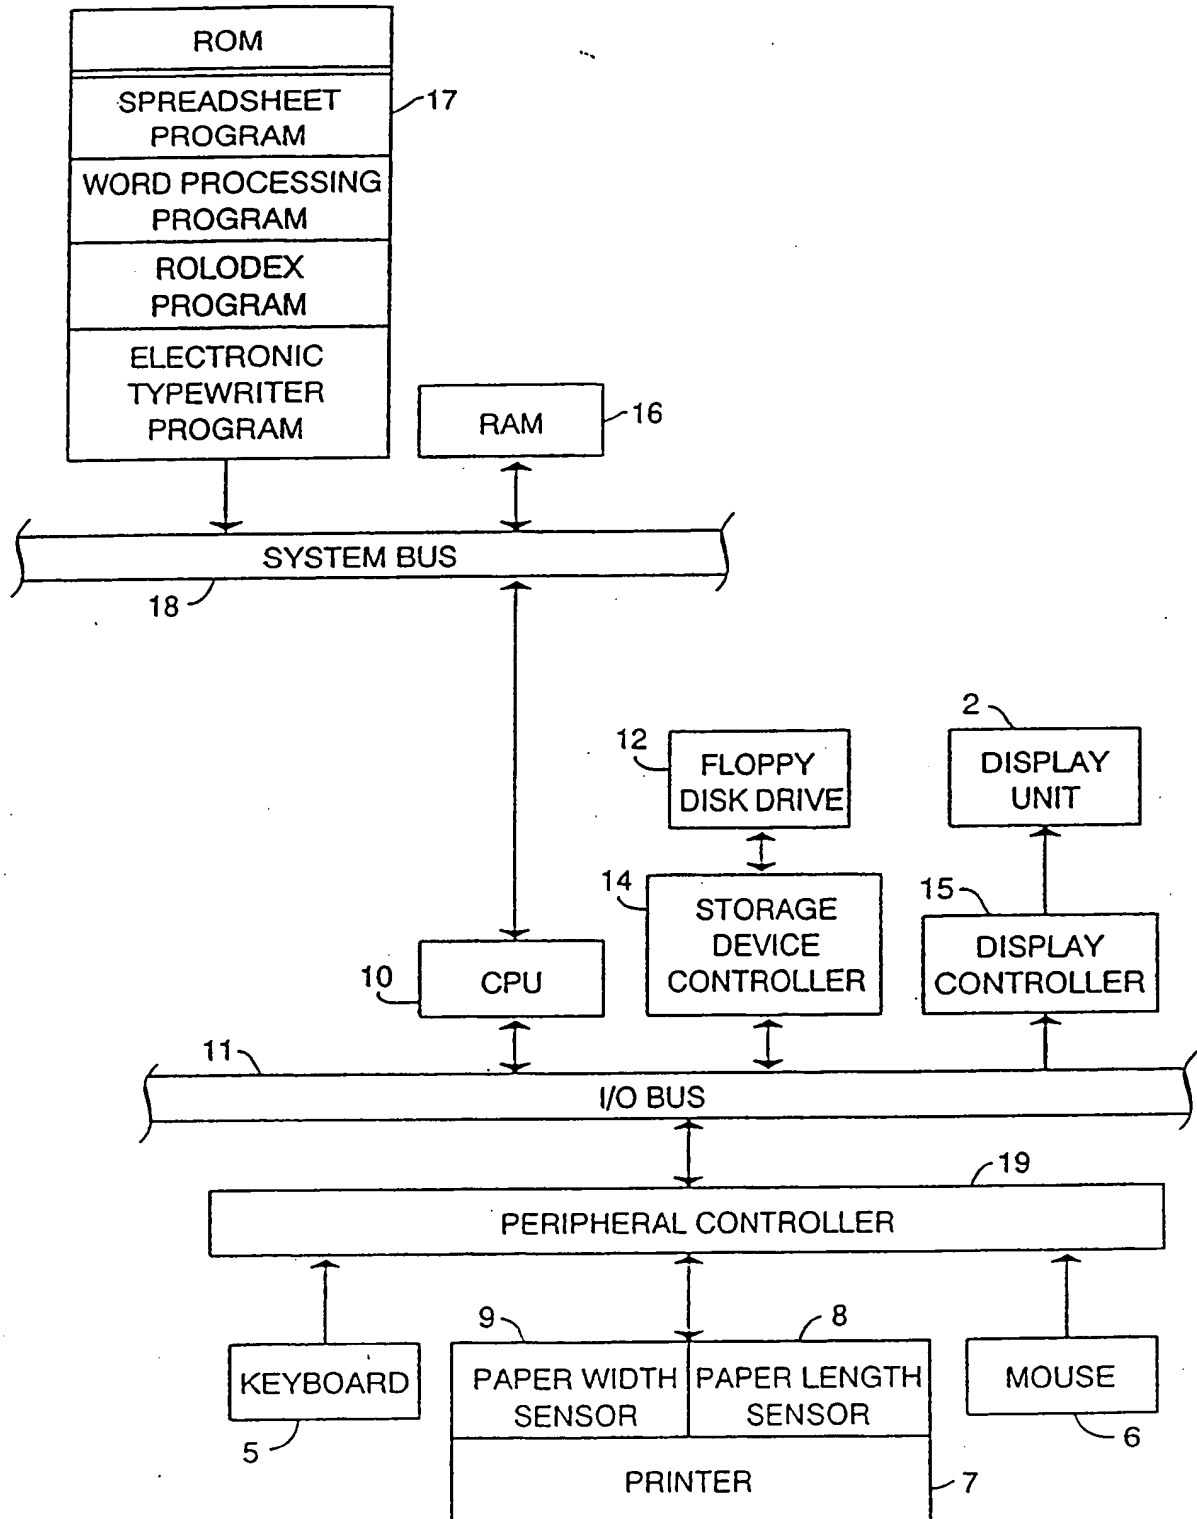 ROM
SPREADSHEET
PROGRAM
17
WORD PROCESSING
PROGRAM
ROLODEX
PROGRAM
ELECTRONIC
TYPEWRITER
PROGRAM
RAM
16
SYSTEM BUS
18
12
FLOPPY
DISK DRIVE
2
DISPLAY
UNIT
14
STORAGE
DEVICE
CONTROLLER
15
DISPLAY
CONTROLLER
10
CPU
11
I/O BUS
19
PERIPHERAL CONTROLLER
KEYBOARD
5
9
PAPER WIDTH
SENSOR
8
PAPER LENGTH
SENSOR
MOUSE
6
PRINTER
7